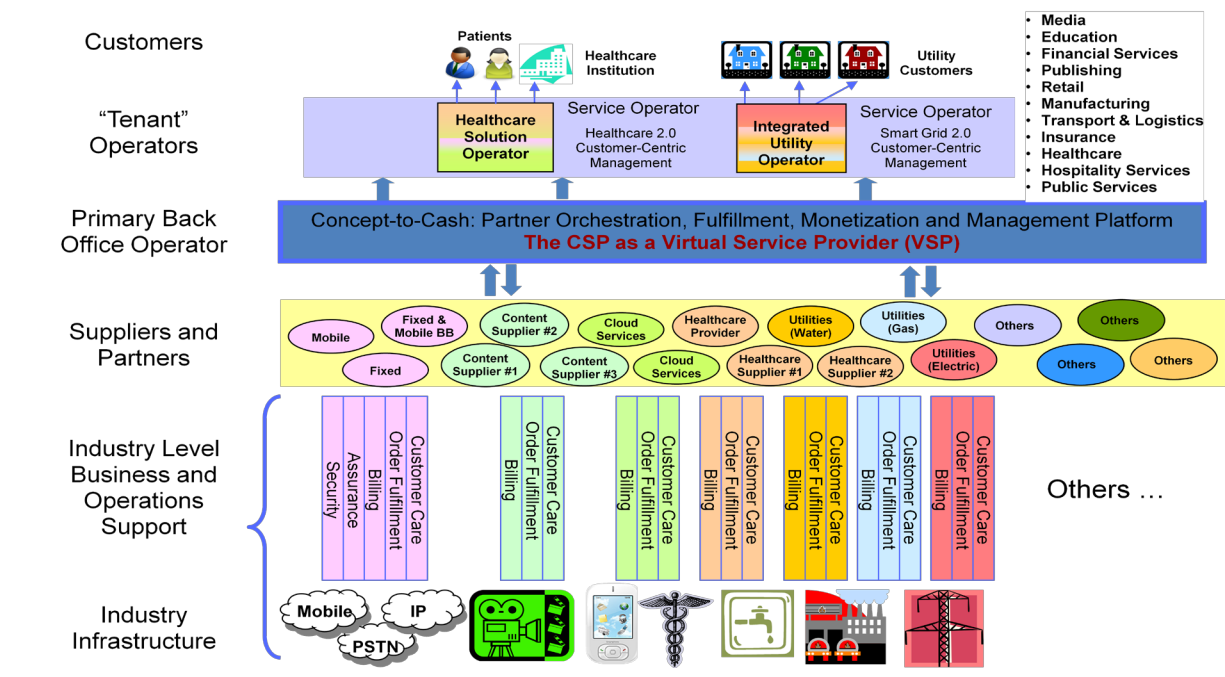 Customers
Patients
Healthcare
Institution
Utility
Customers
• Media
• Education
• Financial Services
• Publishing
• Retail
• Manufacturing
• Transport & Logistics
• Insurance
• Healthcare
• Hospitality Services
• Public Services
“Tenant”
Operators
Healthcare
Solution
Operator
Service Operator
Healthcare 2.0
Customer-Centric
Management
Integrated
Utility
Operator
Service Operator
Smart Grid 2.0
Customer-Centric
Management
Primary Back
Office Operator
Concept-to-Cash: Partner Orchestration, Fulfillment, Monetization and Management Platform
The CSP as a Virtual Service Provider (VSP)
Suppliers and
Partners
Mobile
Fixed &
Mobile BB
Fixed
Content
Supplier #2
Content
Supplier #1
Content
Supplier #3
Cloud
Services
Cloud
Services
Healthcare
Provider
Healthcare
Supplier #1
Utilities
(Water)
Healthcare
Supplier #2
Utilities
(Gas)
Utilities
(Electric)
Others
Others
Others
Others
Industry Level
Business and
Operations
Support
Security
Assurance
Billing
Order Fulfillment
Customer Care
Billing
Order Fulfillment
Customer Care
Billing
Order Fulfillment
Customer Care
Billing
Order Fulfillment
Customer Care
Billing
Order Fulfillment
Customer Care
Billing
Order Fulfillment
Customer Care
Billing
Order Fulfillment
Customer Care
Others ...
Industry
Infrastructure
Mobile
IP
PSTN